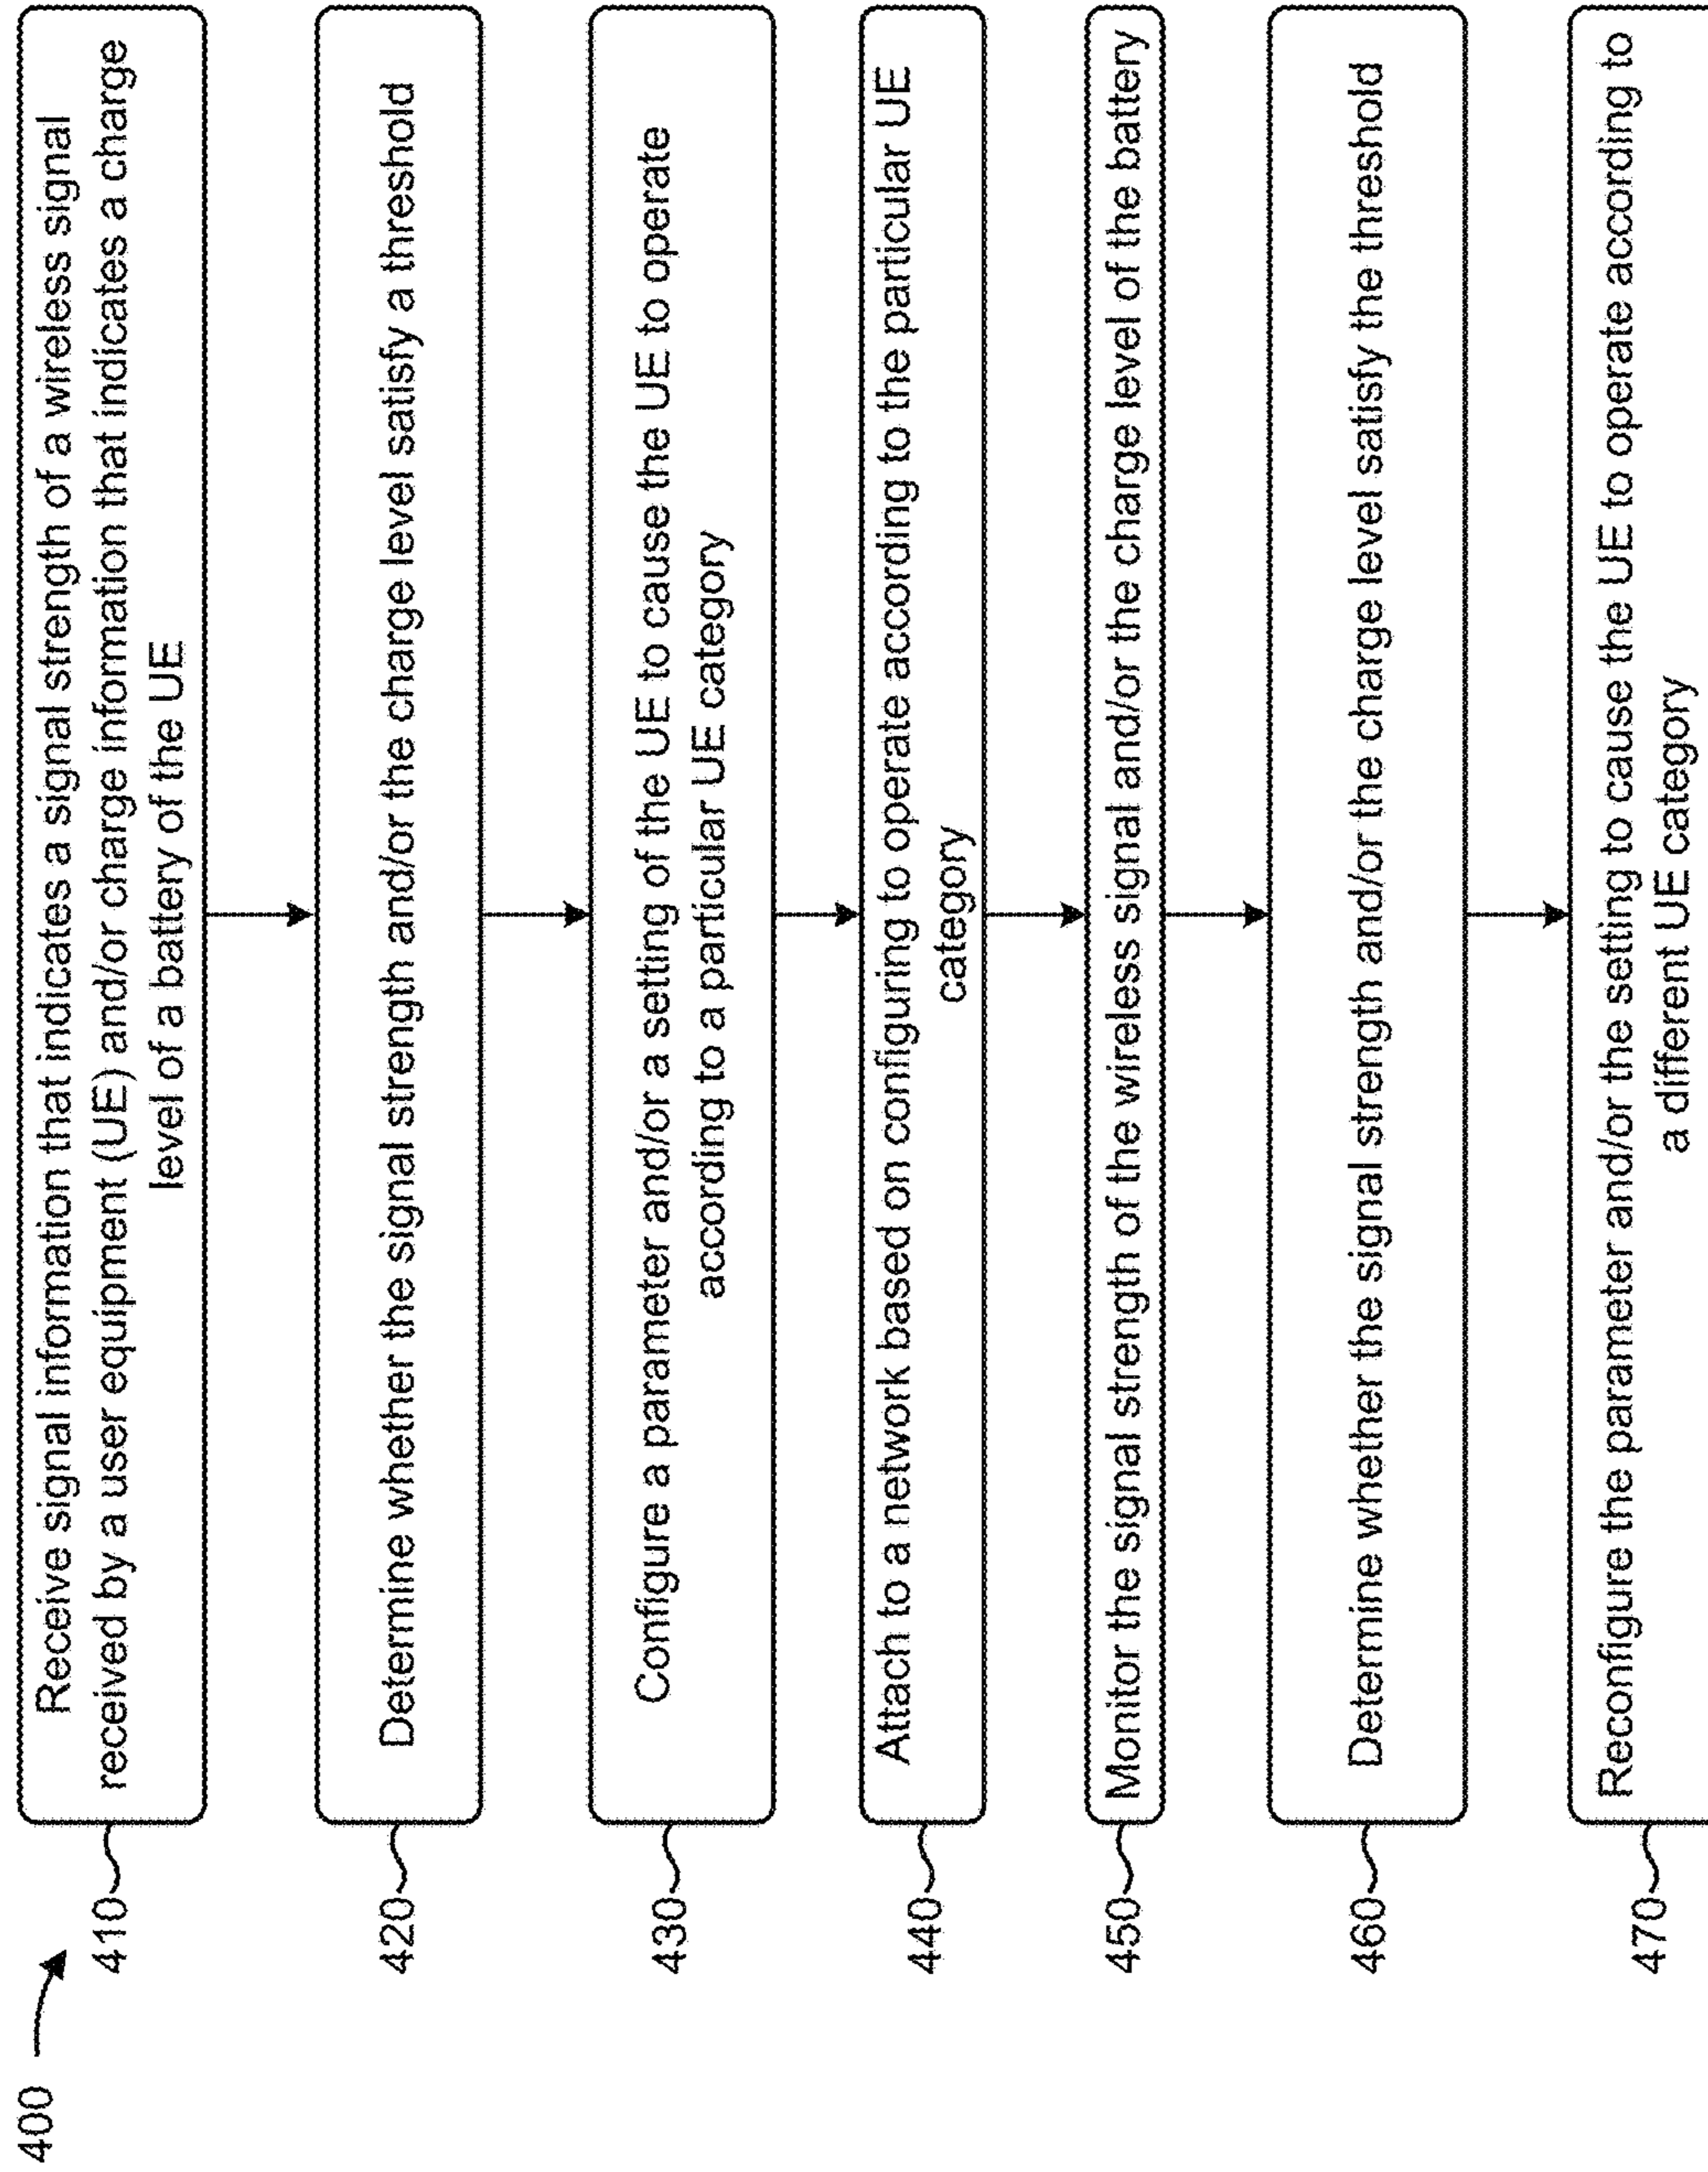 400
410
Receive signal information that indicates a signal strength of a wireless signal
received by a user equipment (UE) and/or charge information that indicates a charge
level of a battery of the UE
420
Determine whether the signal strength and/or the charge level satisfy a threshold
430
Configure a parameter and/or a setting of the UE to cause the UE to operate
according to a particular UE category
440
Attach to a network based on configuring to operate according to the particular UE
category
450
Monitor the signal strength of the wireless signal and/or the charge level of the battery
460
Determine whether the signal strength and/or the charge level satisfy the threshold
470
Reconfigure the parameter and/or the setting to cause the UE to operate according to
a different UE category